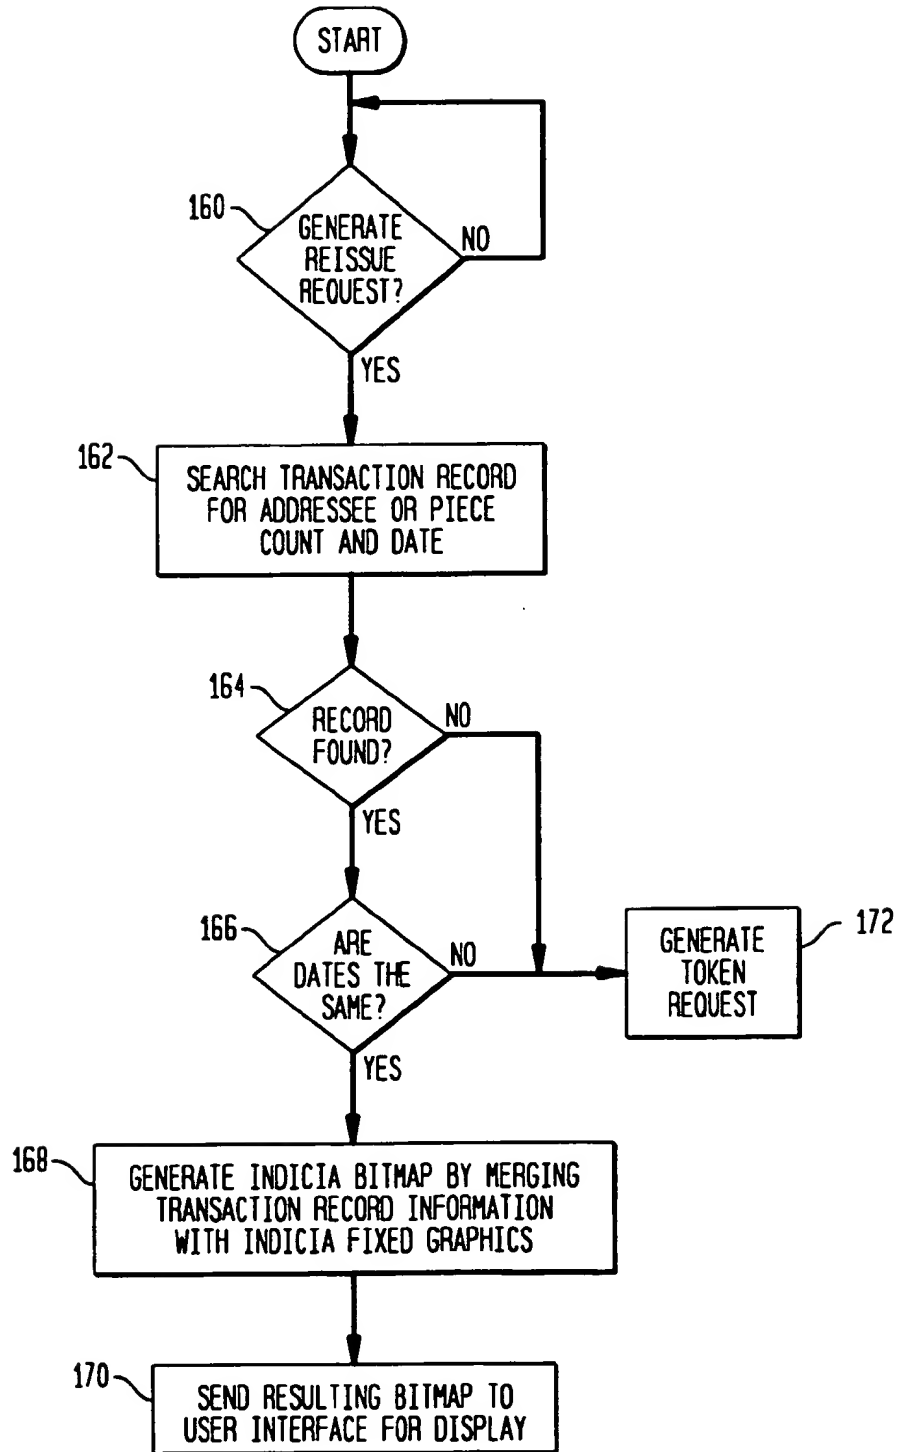 START
160
GENERATE
REISSUE
REQUEST?
NO
YES
162
SEARCH TRANSACTION RECORD
FOR ADDRESSEE OR PIECE
COUNT AND DATE
164
RECORD
FOUND?
NO
YES
166
ARE
DATES THE
SAME?
NO
YES
GENERATE
TOKEN
REQUEST
172
168
GENERATE INDICIA BITMAP BY MERGING
TRANSACTION RECORD INFORMATION
WITH INDICIA FIXED GRAPHICS
170
SEND RESULTING BITMAP TO
USER INTERFACE FOR DISPLAY